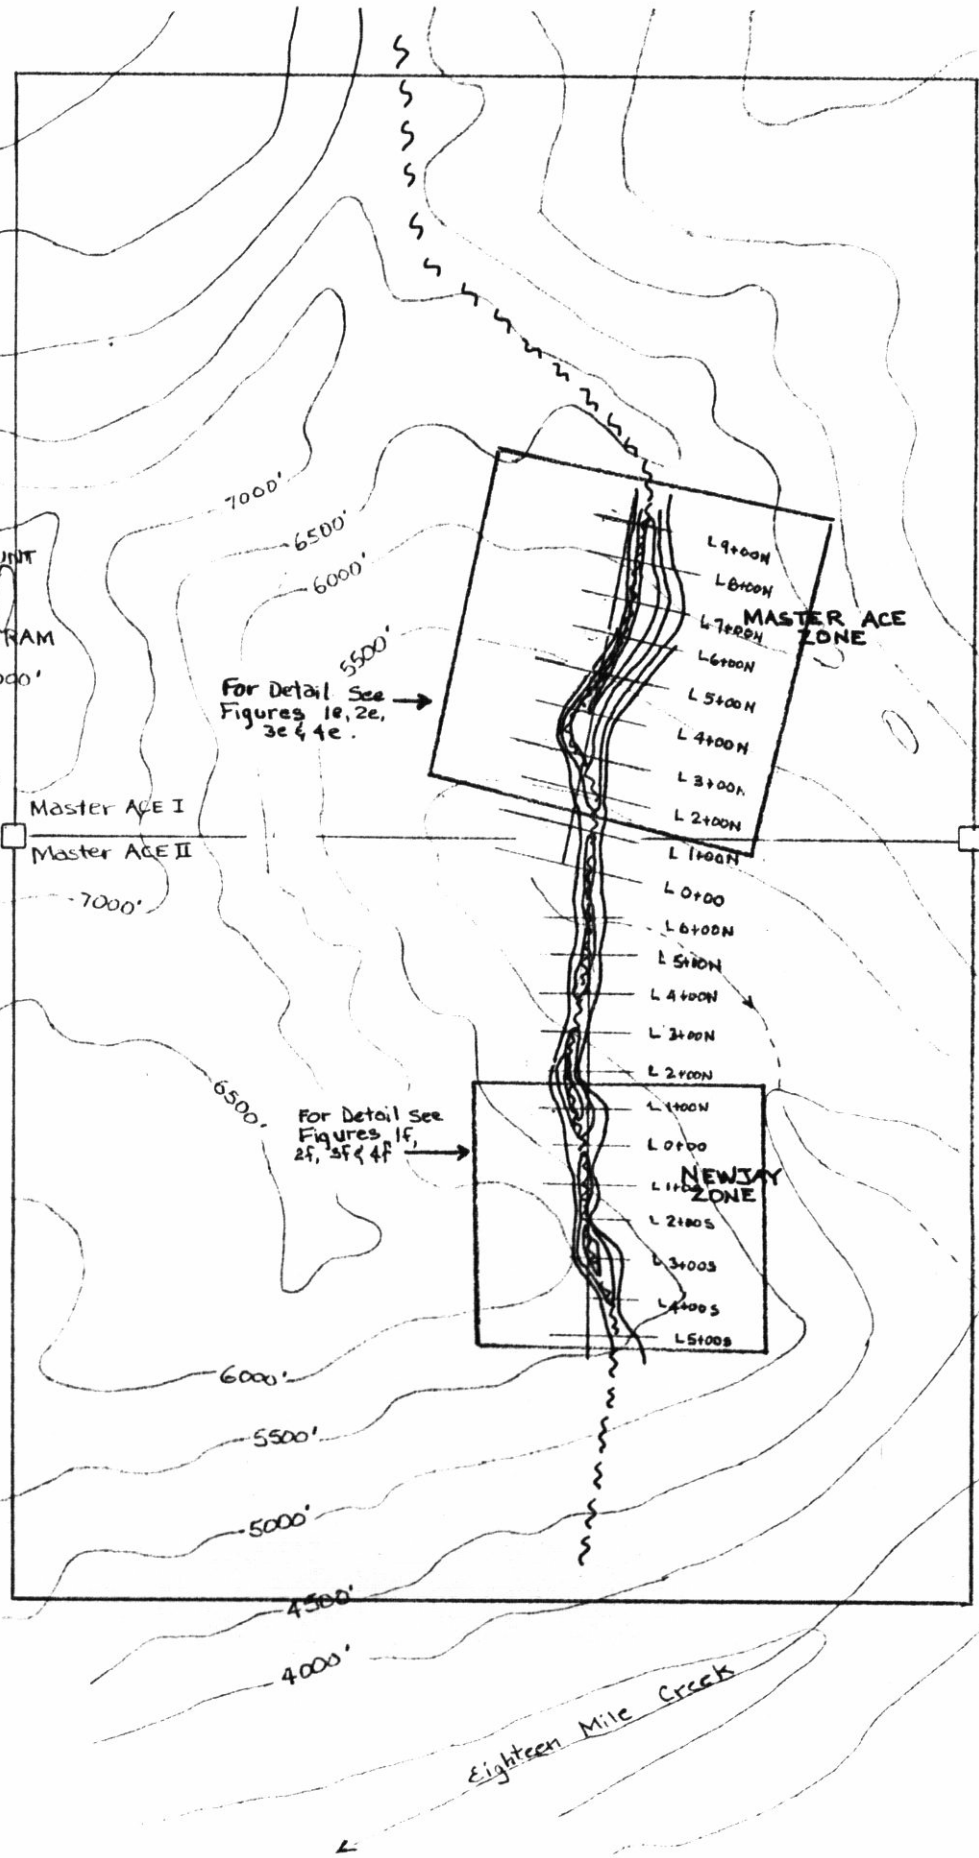 7000'
6500'
6000'
5500'
L 9+00N
L 8+00N
L 7+00N
MASTER ACE
ZONE
L 6+00N
L 5+00N
L 4+00N
L 3+00N
L 2+00N
L 1+00N
L 0+00
For Detail See
Figures 1e, 2e,
3e & 4e.
RAM
Master ACE I
Master ACE II
7000'
L 6+00N
L 5+00N
L 4+00N
L 3+00N
L 2+00N
L 1+00N
L 0+00
NEWJAY
ZONE
L 2+00S
L 3+00S
L 4+00S
L 5+00S
6500'
For Detail See
Figures 1f,
2f, 3f & 4f
6000'
5500'
5000'
4500'
4000'
Eighteen Mile Creek